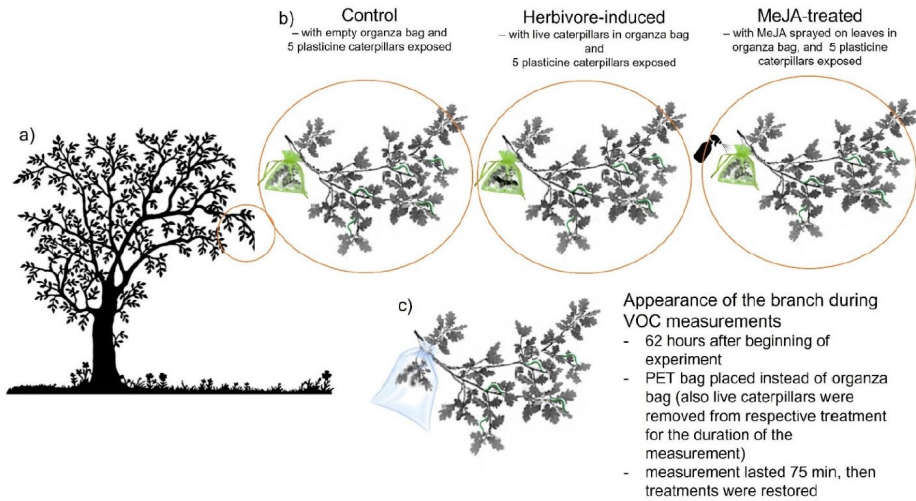 b)
Control
– with empty organza bag and
5 plasticine caterpillars exposed
Herbivore-induced
– with live caterpillars in organza bag
and
5 plasticine caterpillars exposed
MeJA-treated
– with MeJA sprayed on leaves in
organza bag, and 5 plasticine
caterpillars exposed
a)
c)
Appearance of the branch during
VOC measurements
- 62 hours after beginning of
experiment
- PET bag placed instead of organza
bag (also live caterpillars were
removed from respective treatment
for the duration of the
measurement)
- measurement lasted 75 min, then
treatments were restored